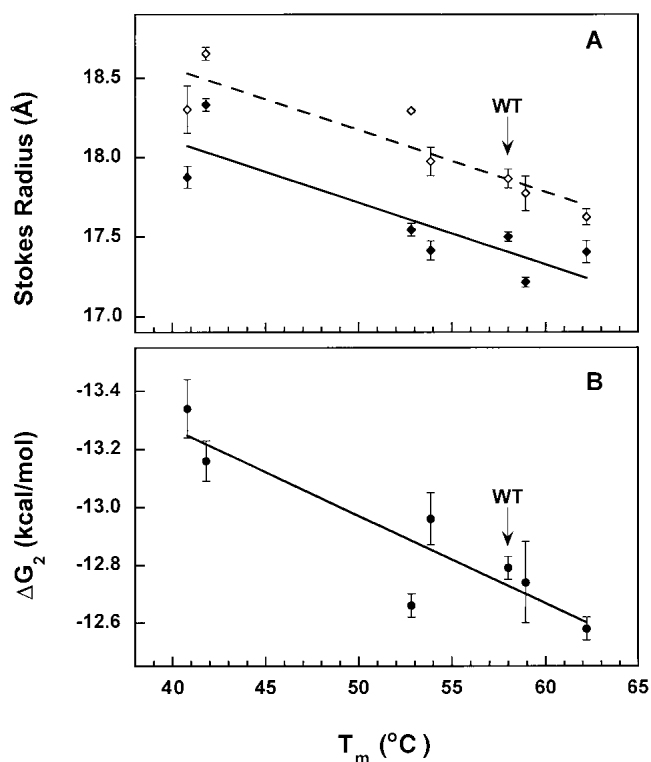 A
18.5
18.0
17.5
17.0
Stokes Radius (Å)
WT
B
-13.4
-13.2
-13.0
-12.8
-12.6
ΔG2 (kcal/mol)
WT
40 45 50 55 60 65
Tm (oC)